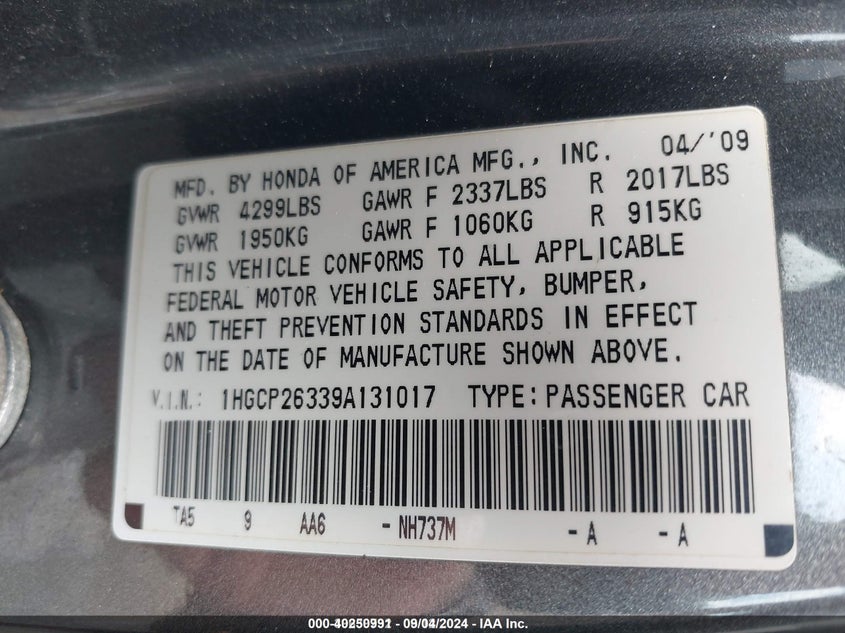 MFD. BY HONDA OF AMERICA MFG., INC. 04/'09
GVWR 4299LBS GAWR F 2337LBS R 2017LBS
GVWR 1950KG GAWR F 1060KG R 915KG
THIS VEHICLE CONFORMS TO ALL APPLICABLE
FEDERAL MOTOR VEHICLE SAFETY, BUMPER,
AND THEFT PREVENTION STANDARDS IN EFFECT
ON THE DATE OF MANUFACTURE SHOWN ABOVE.
V.I.N.: 1HGCP26339A131017 TYPE: PASSENGER CAR
TA5 9 AA6 - NH737M - A - A
000-40250991 - 09/04/2024 - IAA Inc.